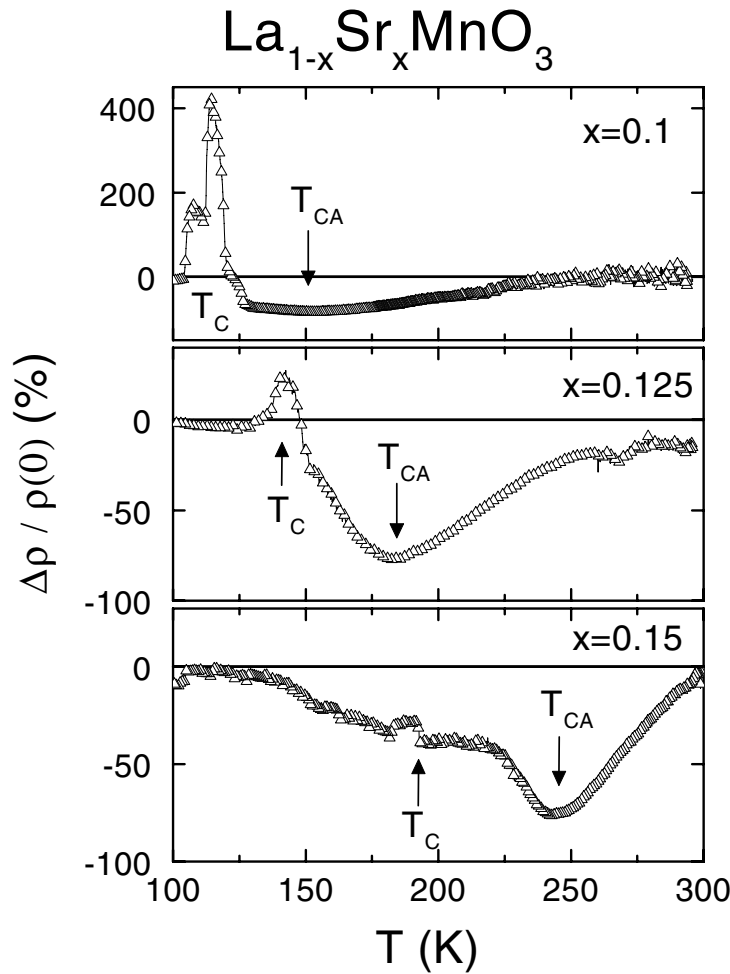 La1-xSrxMnO3
400
200
0
x=0.1
TCA
TC
0
-50
-100
x=0.125
TC
TCA
0
-50
-100
x=0.15
TC
TCA
100 150 200 250 300
T (K)
Δρ / ρ(0) (%)